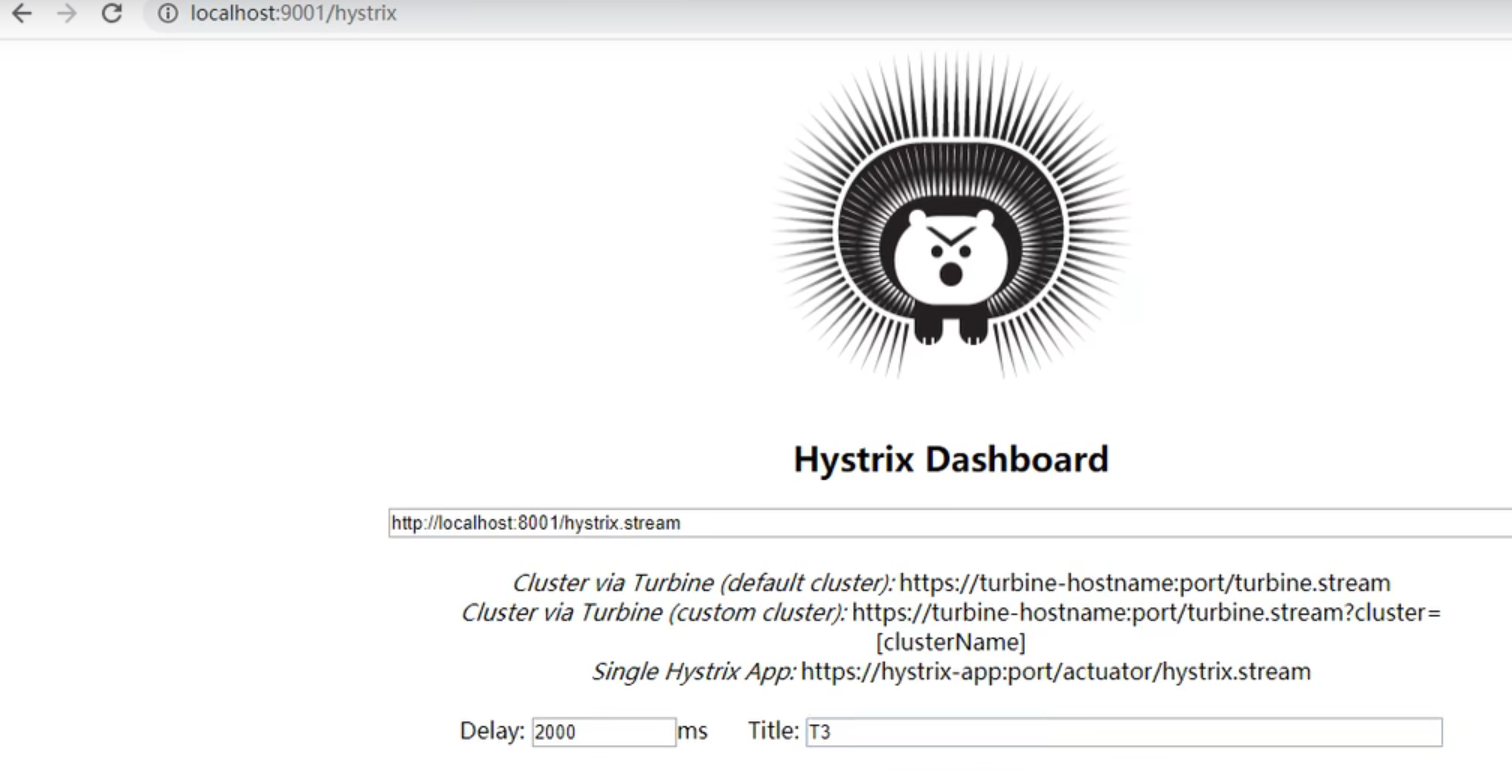 localhost:9001/hystrix
Hystrix Dashboard
http://localhost:8001/hystrix.stream
Cluster via Turbine (default cluster): https://turbine-hostname:port/turbine.stream
Cluster via Turbine (custom cluster): https://turbine-hostname:port/turbine.stream?cluster=
[clusterName]
Single Hystrix App: https://hystrix-app:port/actuator/hystrix.stream
Delay: 2000 ms Title: T3